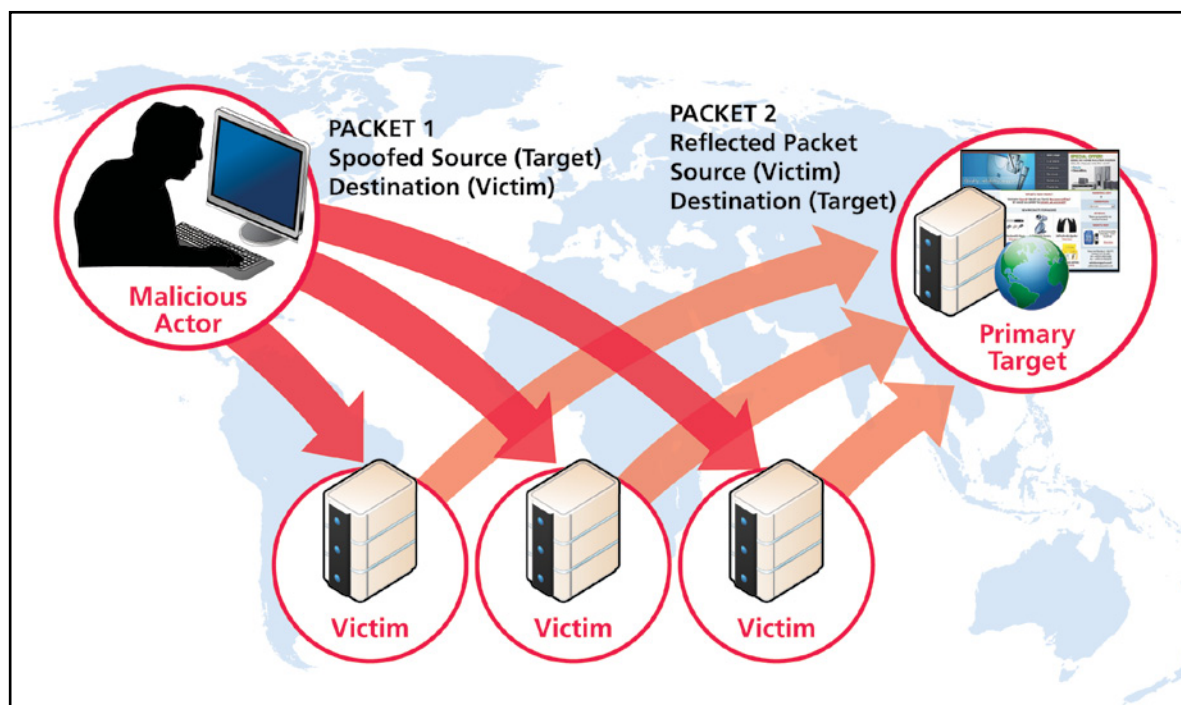 PACKET 1
Spoofed Source (Target)
Destination (Victim)
PACKET 2
Reflected Packet
Source (Victim)
Destination (Target)
Malicious
Actor
Primary
Target
Victim
Victim
Victim